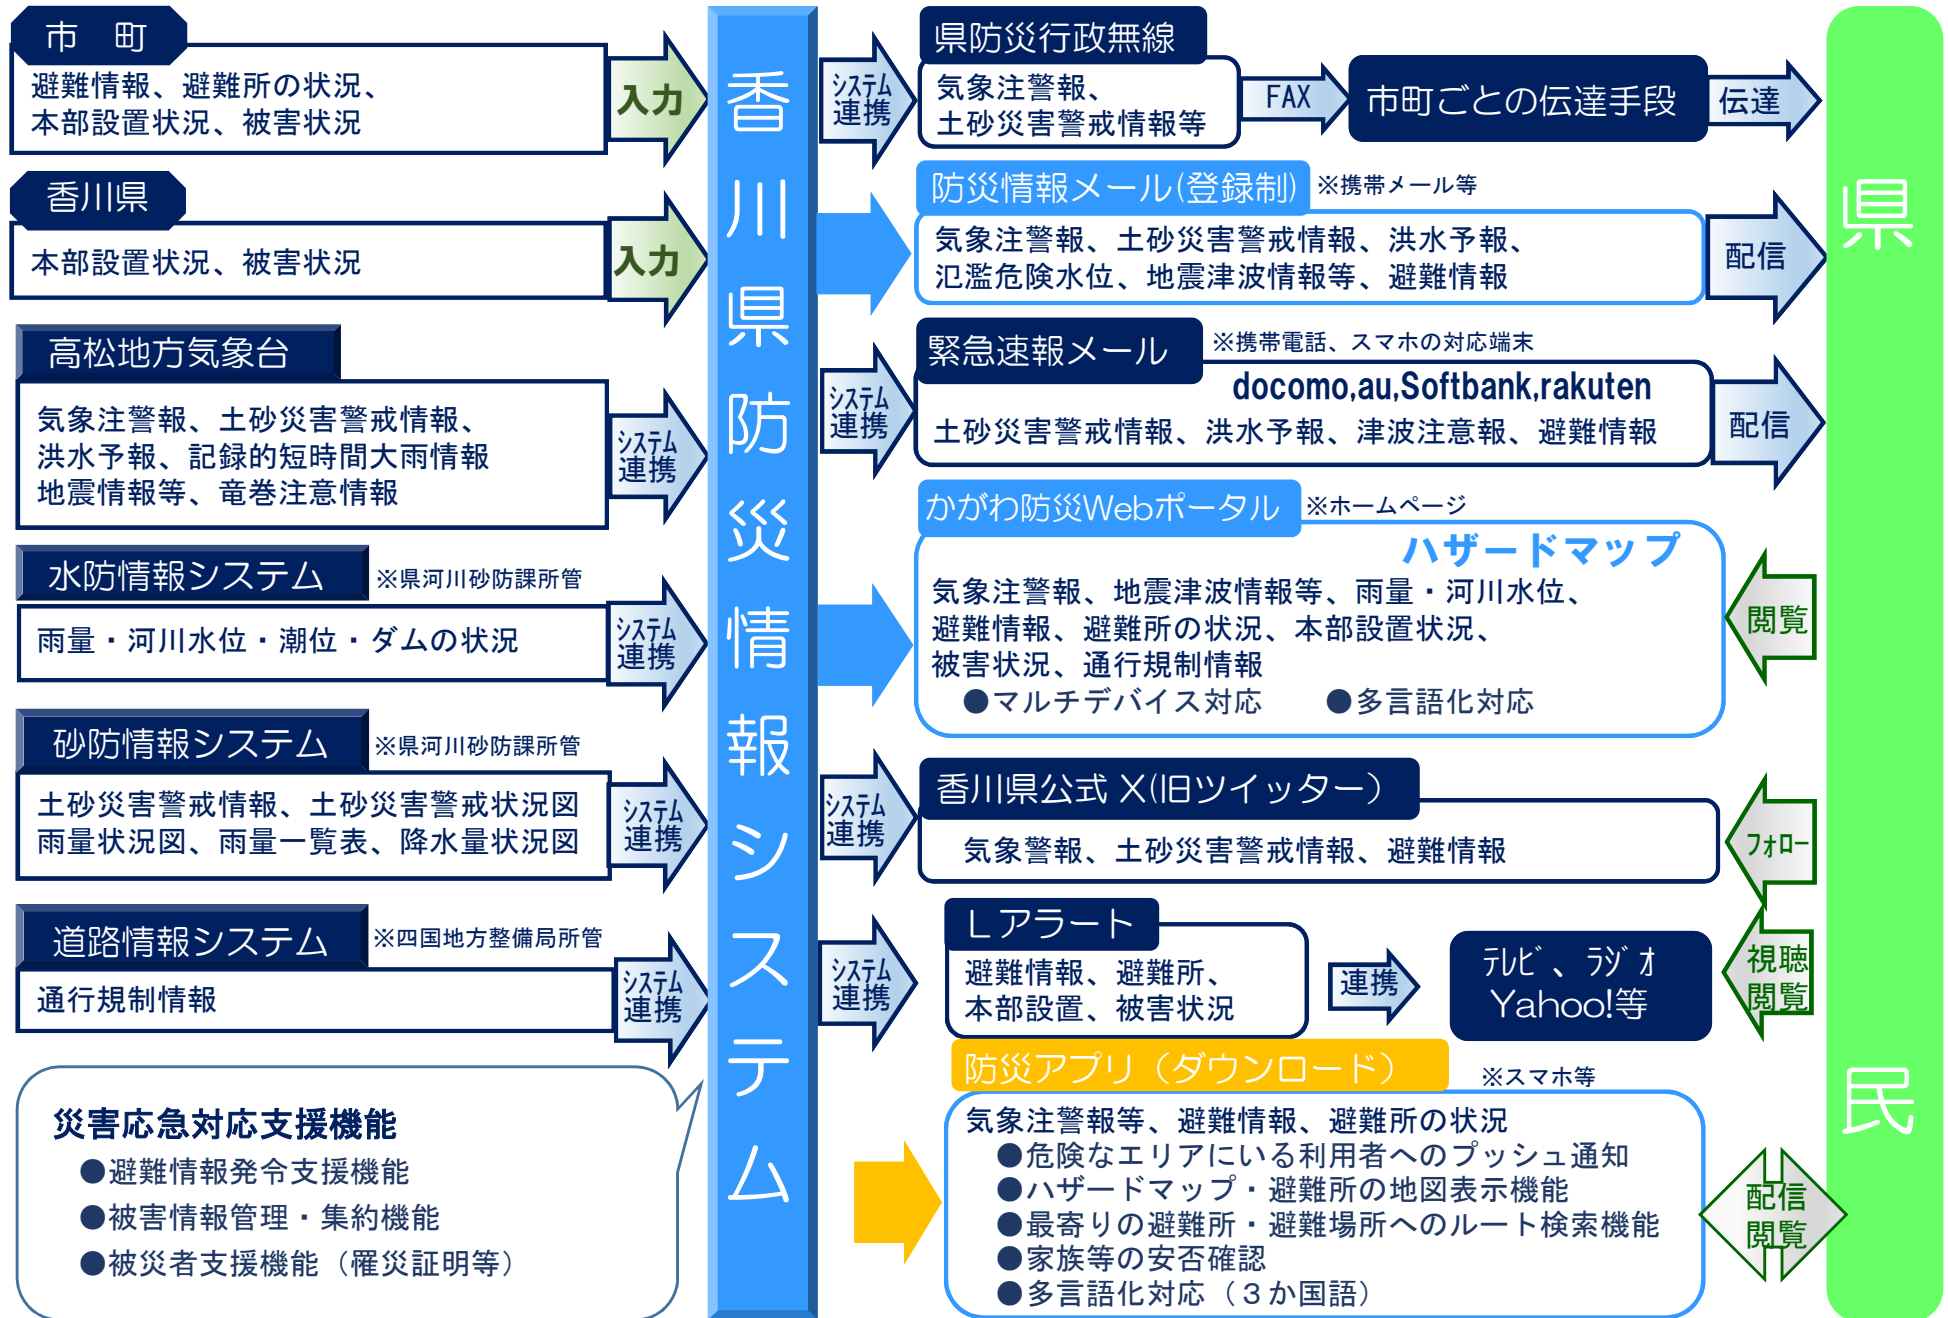 市　町
避難情報、避難所の状況、
本部設置状況、被害状況
入力
香川県
本部設置状況、被害状況
入力
高松地方気象台
気象注警報、土砂災害警戒情報、
洪水予報、記録的短時間大雨情報
地震情報等、竜巻注意情報
ｼｽﾃﾑ
連携
水防情報システム
※県河川砂防課所管
雨量・河川水位・潮位・ダムの状況
ｼｽﾃﾑ
連携
砂防情報システム
※県河川砂防課所管
土砂災害警戒情報、土砂災害警戒状況図
雨量状況図、雨量一覧表、降水量状況図
ｼｽﾃﾑ
連携
道路情報システム
※四国地方整備局所管
通行規制情報
ｼｽﾃﾑ
連携
災害応急対応支援機能
●避難情報発令支援機能
●被害情報管理・集約機能
●被災者支援機能（罹災証明等）
香川県防災情報システム
ｼｽﾃﾑ
連携
県防災行政無線
気象注警報、
土砂災害警戒情報等
FAX
市町ごとの伝達手段
伝達
防災情報メール(登録制)
※携帯メール等
気象注警報、土砂災害警戒情報、洪水予報、
氾濫危険水位、地震津波情報等、避難情報
配信
ｼｽﾃﾑ
連携
緊急速報メール
※携帯電話、スマホの対応端末
docomo,au,Softbank,rakuten
土砂災害警戒情報、洪水予報、津波注意報、避難情報
配信
かがわ防災Webポータル
※ホームページ
ハザードマップ
気象注警報、地震津波情報等、雨量・河川水位、
避難情報、避難所の状況、本部設置状況、
被害状況、通行規制情報
●マルチデバイス対応　　●多言語化対応
閲覧
ｼｽﾃﾑ
連携
香川県公式 X(旧ツイッター）
気象警報、土砂災害警戒情報、避難情報
ﾌｫﾛｰ
ｼｽﾃﾑ
連携
Ｌアラート
避難情報、避難所、
本部設置、被害状況
連携
ﾃﾚﾋﾞ、ﾗｼﾞｵ
Yahoo!等
視聴
閲覧
防災アプリ（ダウンロード）
※スマホ等
気象注警報等、避難情報、避難所の状況
●危険なエリアにいる利用者へのプッシュ通知
●ハザードマップ・避難所の地図表示機能
●最寄りの避難所・避難場所へのルート検索機能
●家族等の安否確認
●多言語化対応（３か国語）
配信
閲覧
県民